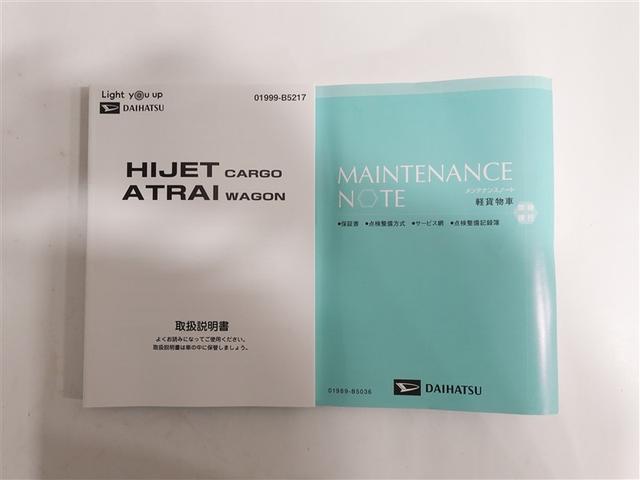 Light you up
DAIHATSU
01999-B5217
HIJET CARGO
ATRAI WAGON
取扱説明書
よくお読みになってご使用ください。
取扱説明書は車の中に保管しましょう。
MAINTENANCE
NOTE
メンテナンスノート
軽貨物車
●保証書 ●点検整備方式 ●サービス網 ●点検整備記録簿
01989-B5036
DAIHATSU